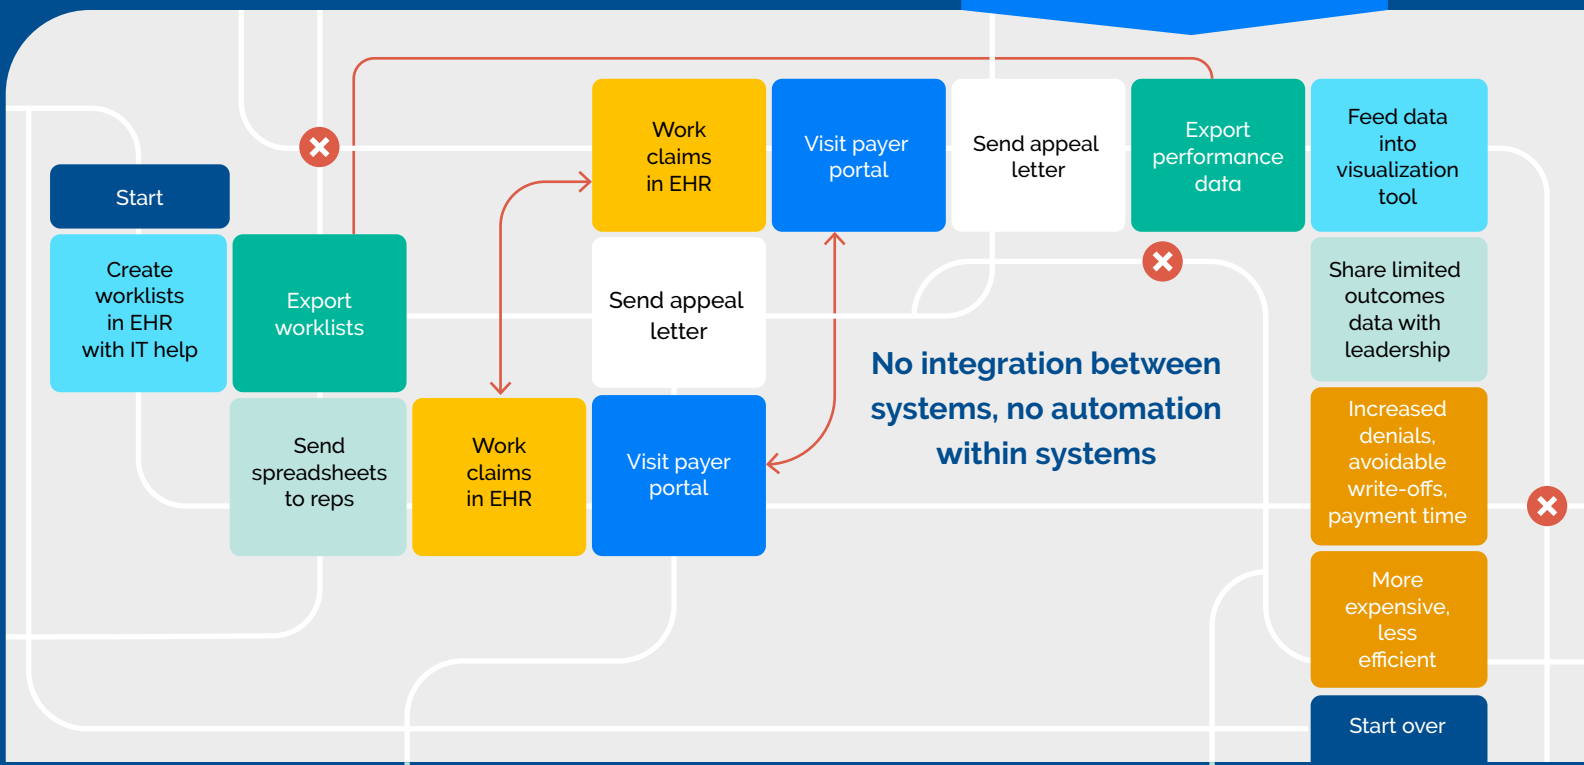 Start
Create
worklists
in EHR
with IT help
Export
worklists
Send
spreadsheets
to reps
Work
claims
in EHR
Visit payer
portal
Send appeal
letter
Work
claims
in EHR
Visit payer
portal
Send appeal
letter
Export
performance
data
Feed data
into
visualization
tool
Share limited
outcomes
data with
leadership
Increased
denials,
avoidable
write-offs,
payment time
More
expensive,
less
efficient
Start over
No integration between
systems, no automation
within systems